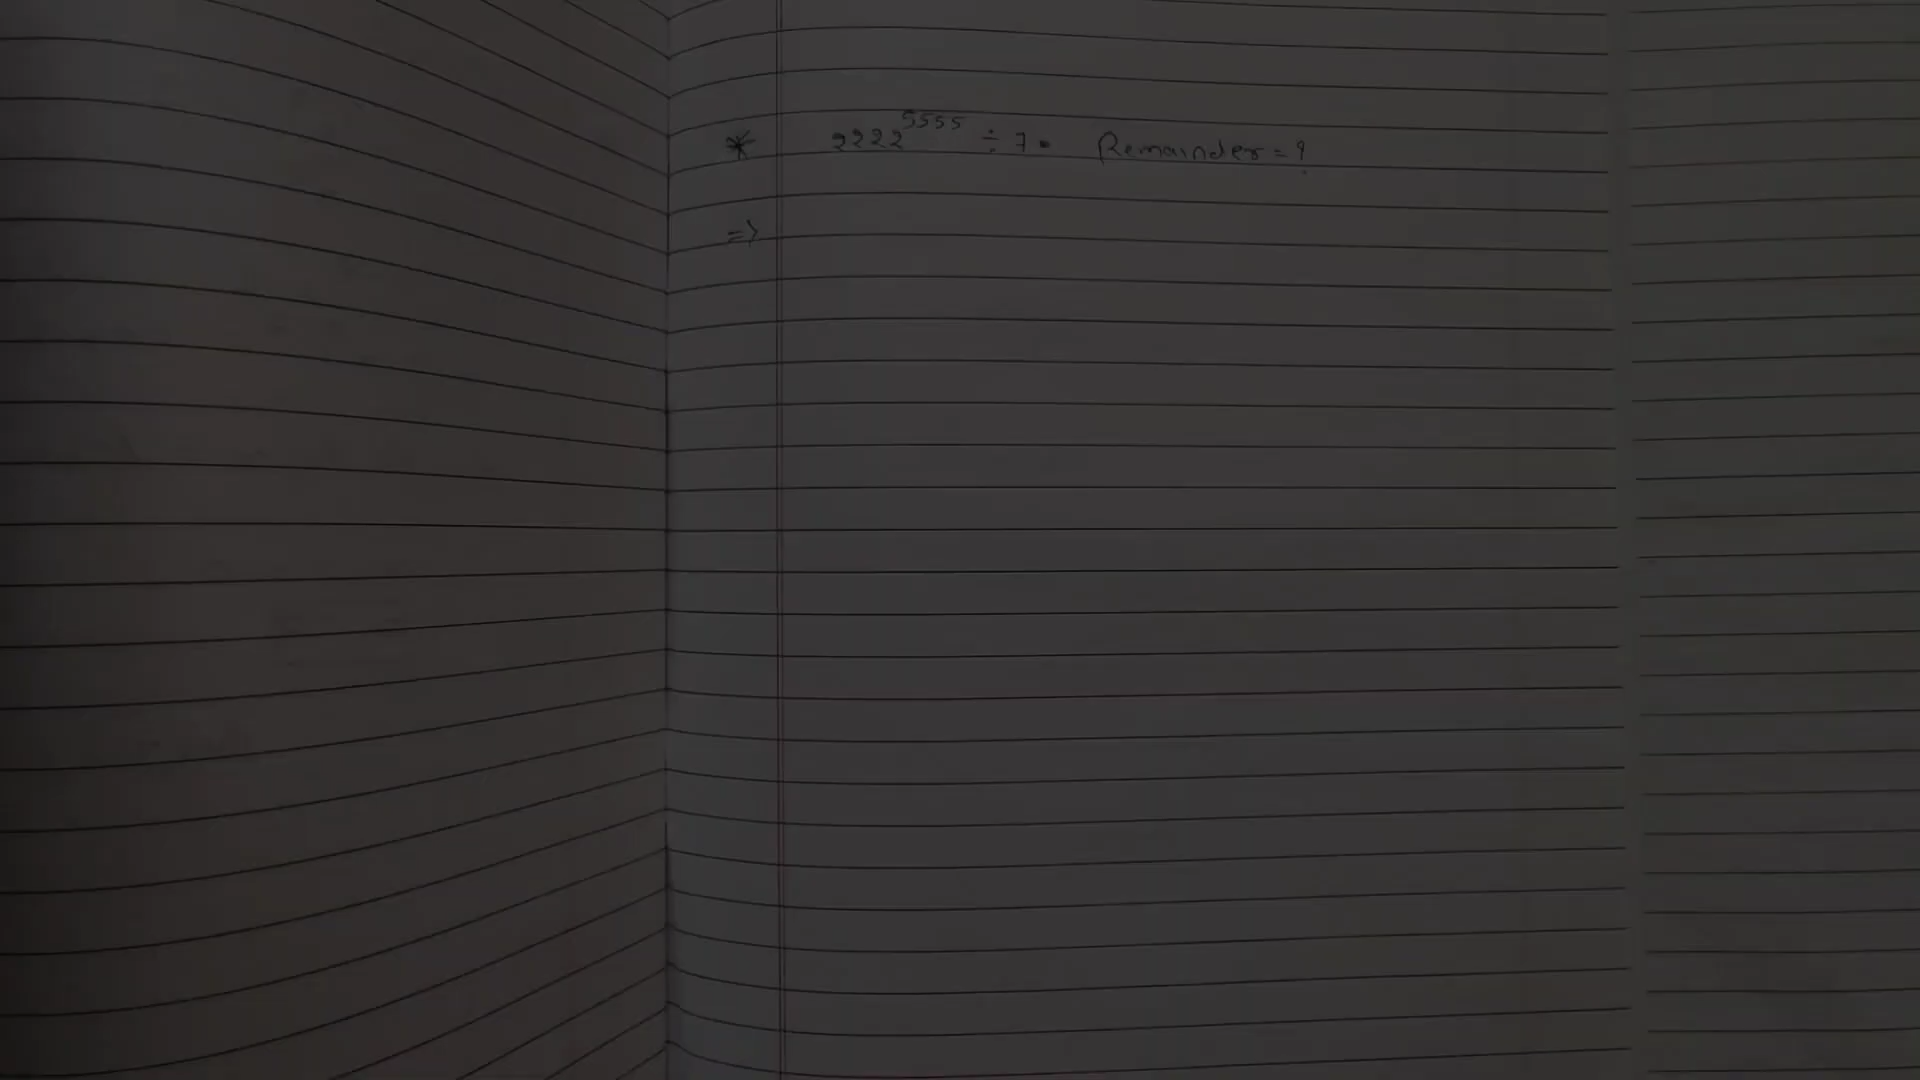 * 2222^5555 ÷ 7. Remainder = ?
=>